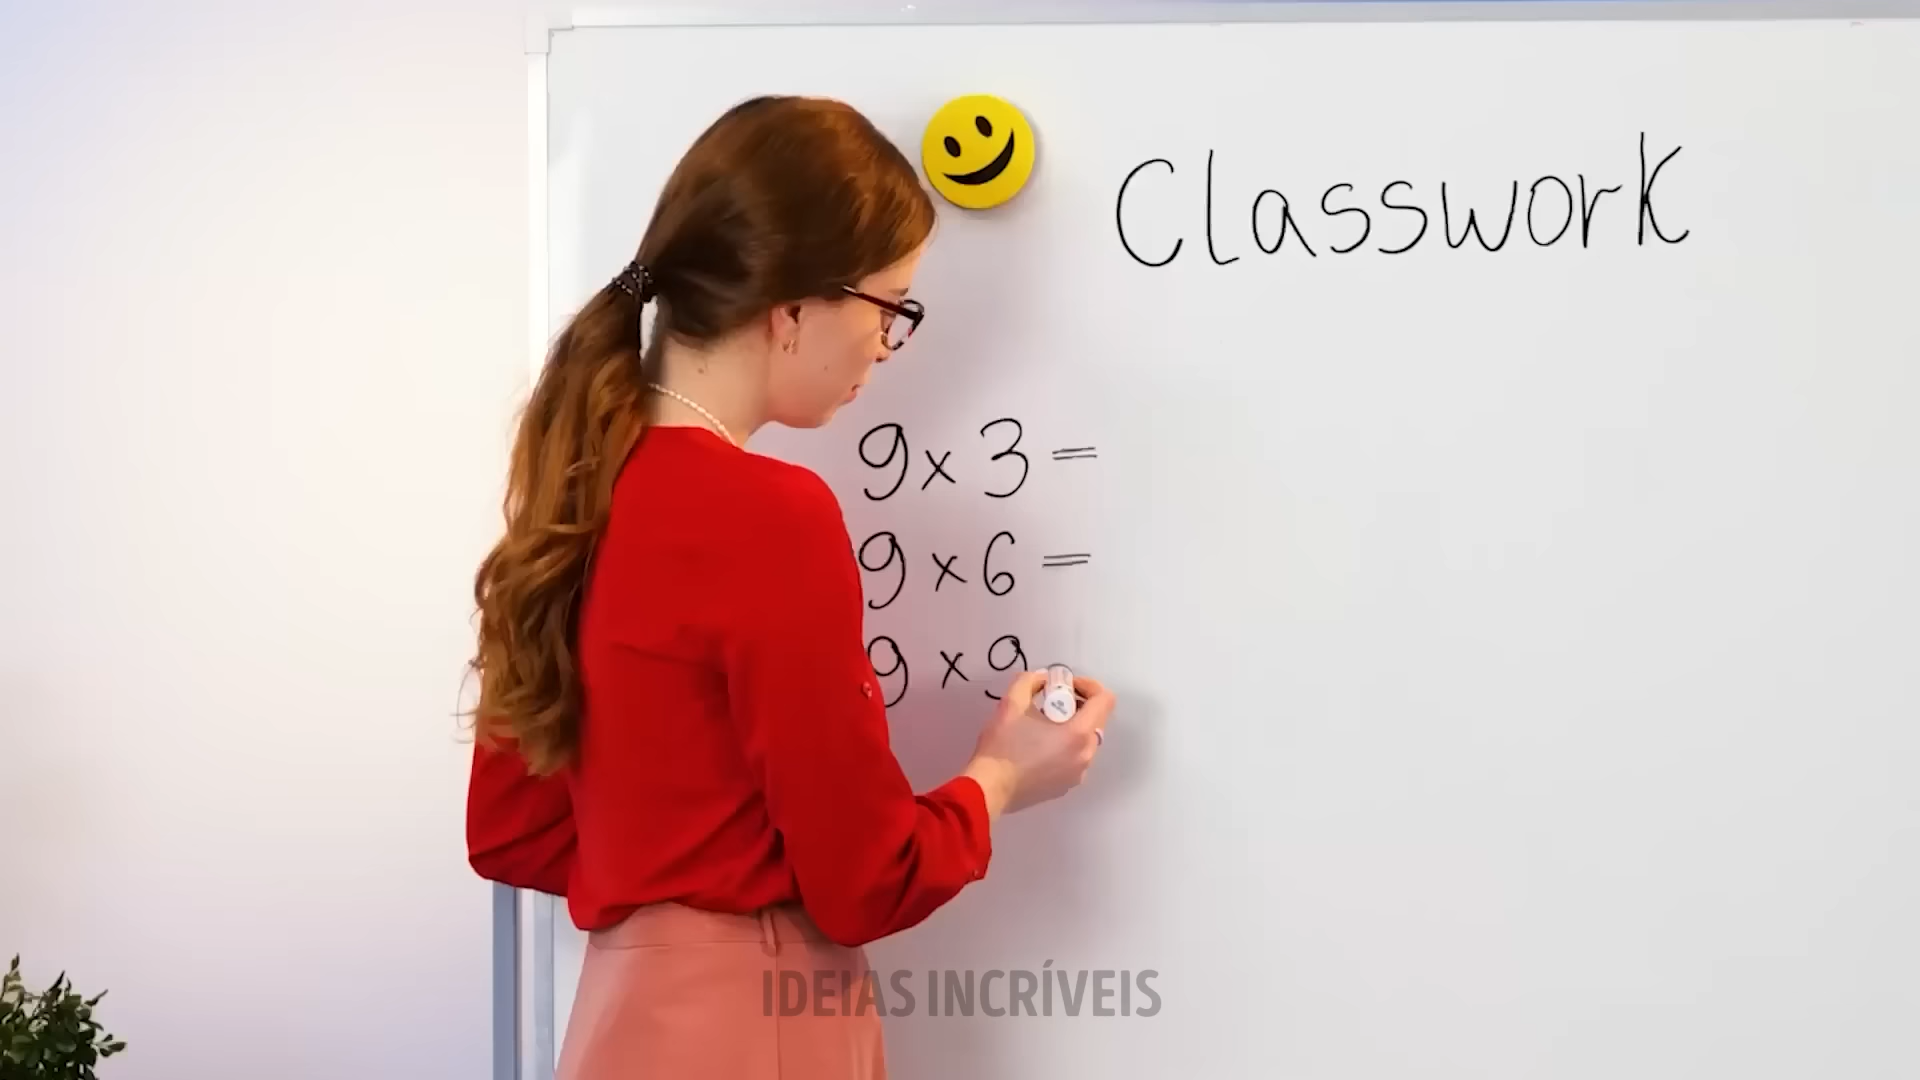 Classwork
9 x 3 =
9 x 6 =
9 x 9
IDEIAS INCRÍVEIS